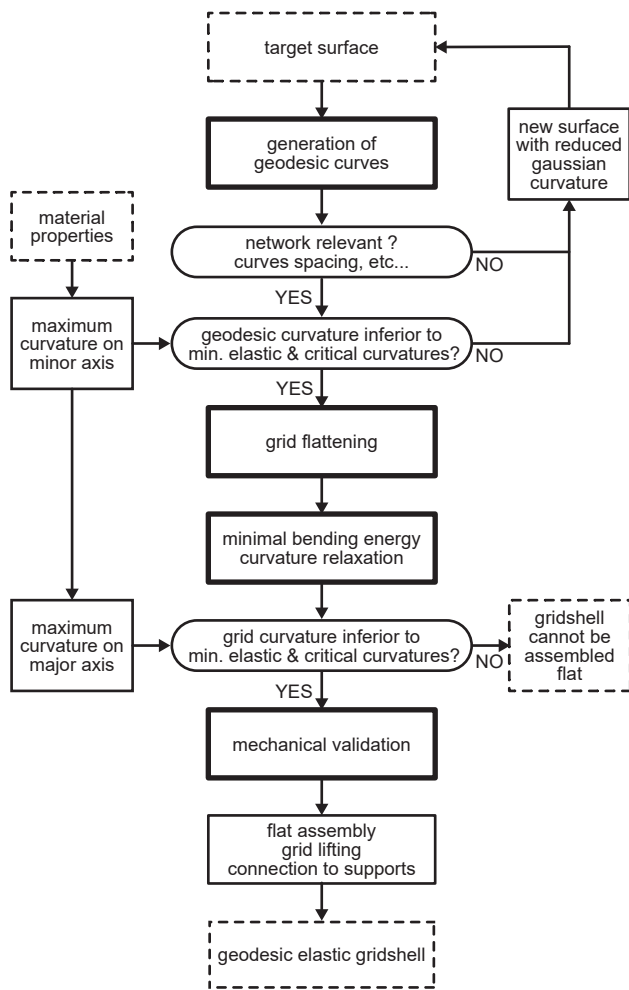 target surface
generation of
geodesic curves
new surface
with reduced
gaussian
curvature
material
properties
network relevant ?
curves spacing, etc...
NO
YES
maximum
curvature on
minor axis
geodesic curvature inferior to
min. elastic & critical curvatures?
NO
YES
grid flattening
minimal bending energy
curvature relaxation
maximum
curvature on
major axis
grid curvature inferior to
min. elastic & critical curvatures?
NO
gridshell
cannot be
assembled
flat
YES
mechanical validation
flat assembly
grid lifting
connection to supports
geodesic elastic gridshell